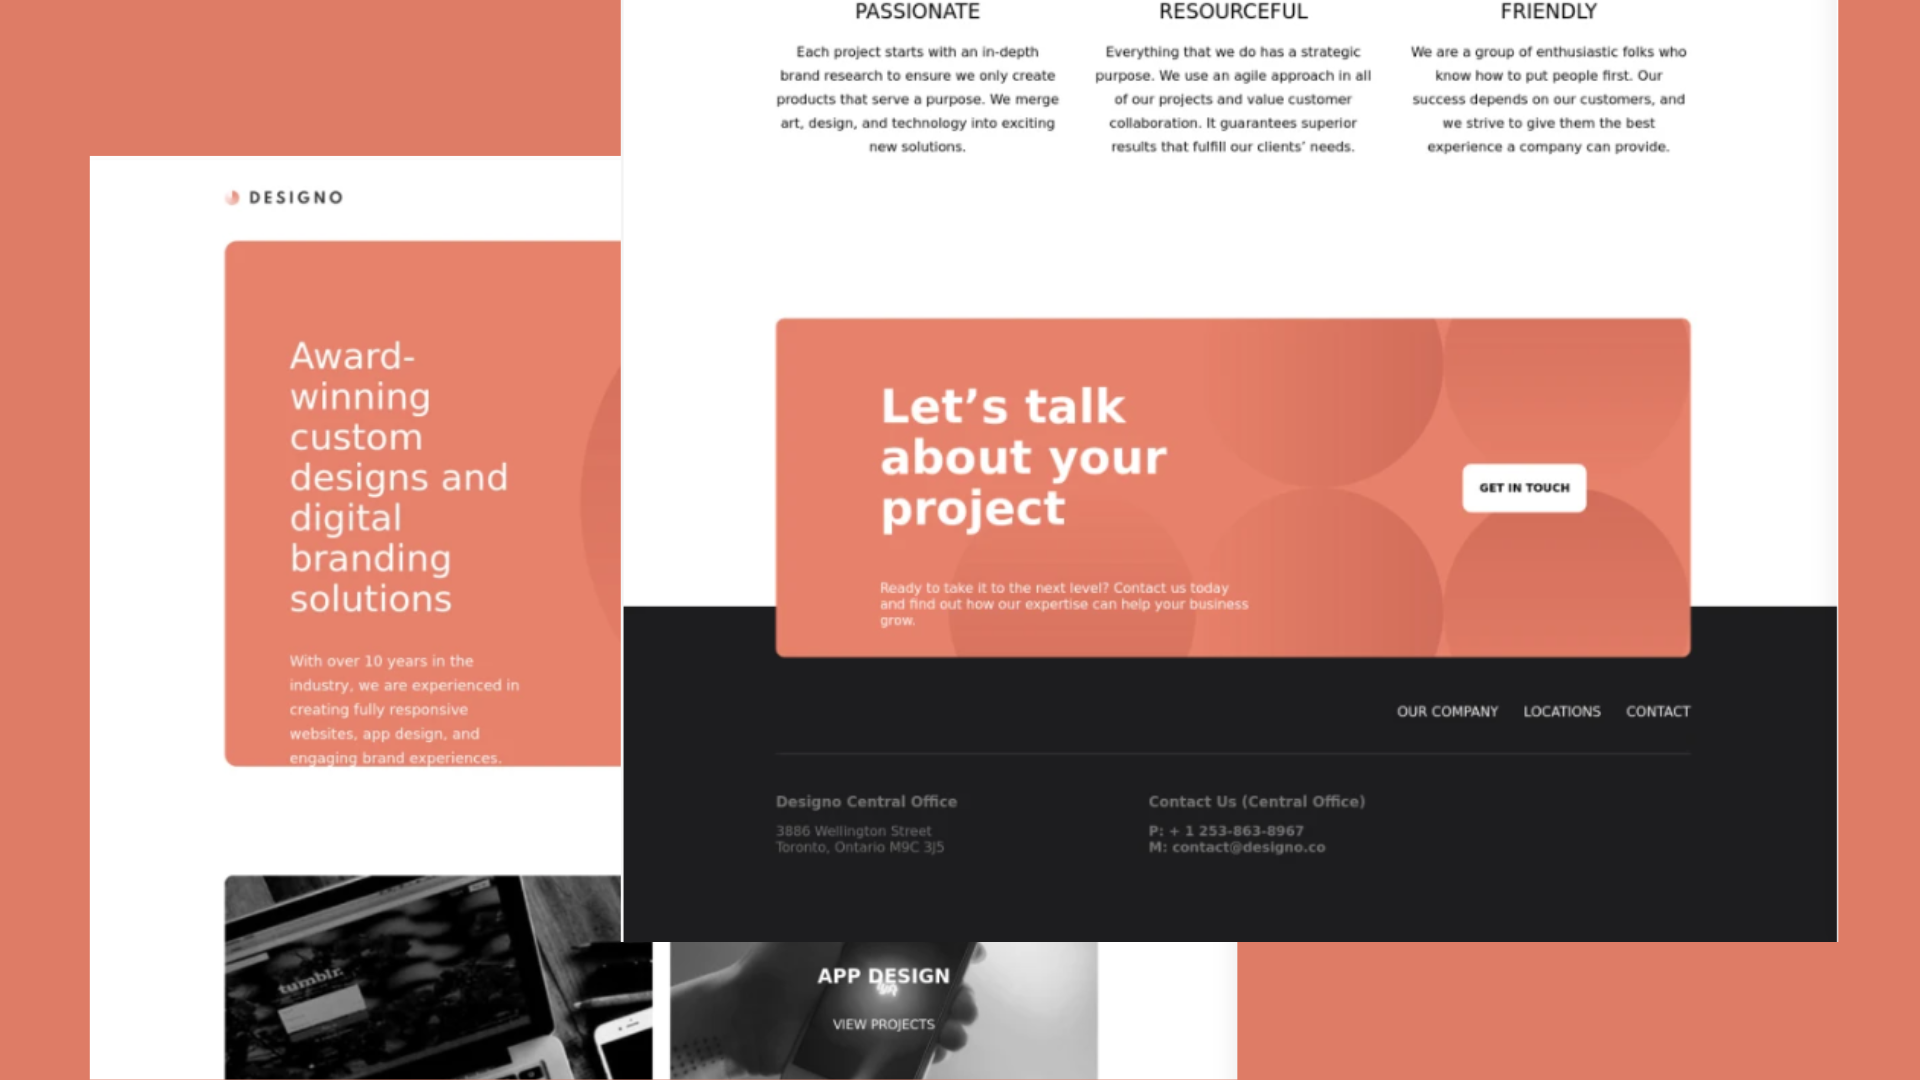 PASSIONATE
Each project starts with an in-depth
brand research to ensure we only create
products that serve a purpose. We merge
art, design, and technology into exciting
new solutions.
RESOURCEFUL
Everything that we do has a strategic
purpose. We use an agile approach in all
of our projects and value customer
collaboration. It guarantees superior
results that fulfill our clients’ needs.
FRIENDLY
We are a group of enthusiastic folks who
know how to put people first. Our
success depends on our customers, and
we strive to give them the best
experience a company can provide.
DESIGNO
Award-
winning
custom
designs and
digital
branding
solutions
With over 10 years in the
industry, we are experienced in
creating fully responsive
websites, app design, and
engaging brand experiences.
Let’s talk
about your
project
Ready to take it to the next level? Contact us today
and find out how our expertise can help your business
grow.
GET IN TOUCH
OUR COMPANY LOCATIONS CONTACT
Designo Central Office
3886 Wellington Street
Toronto, Ontario M9C 3J5
Contact Us (Central Office)
P: + 1 253-863-8967
M: contact@designo.co
tumblr.
APP DESIGN
VIEW PROJECTS